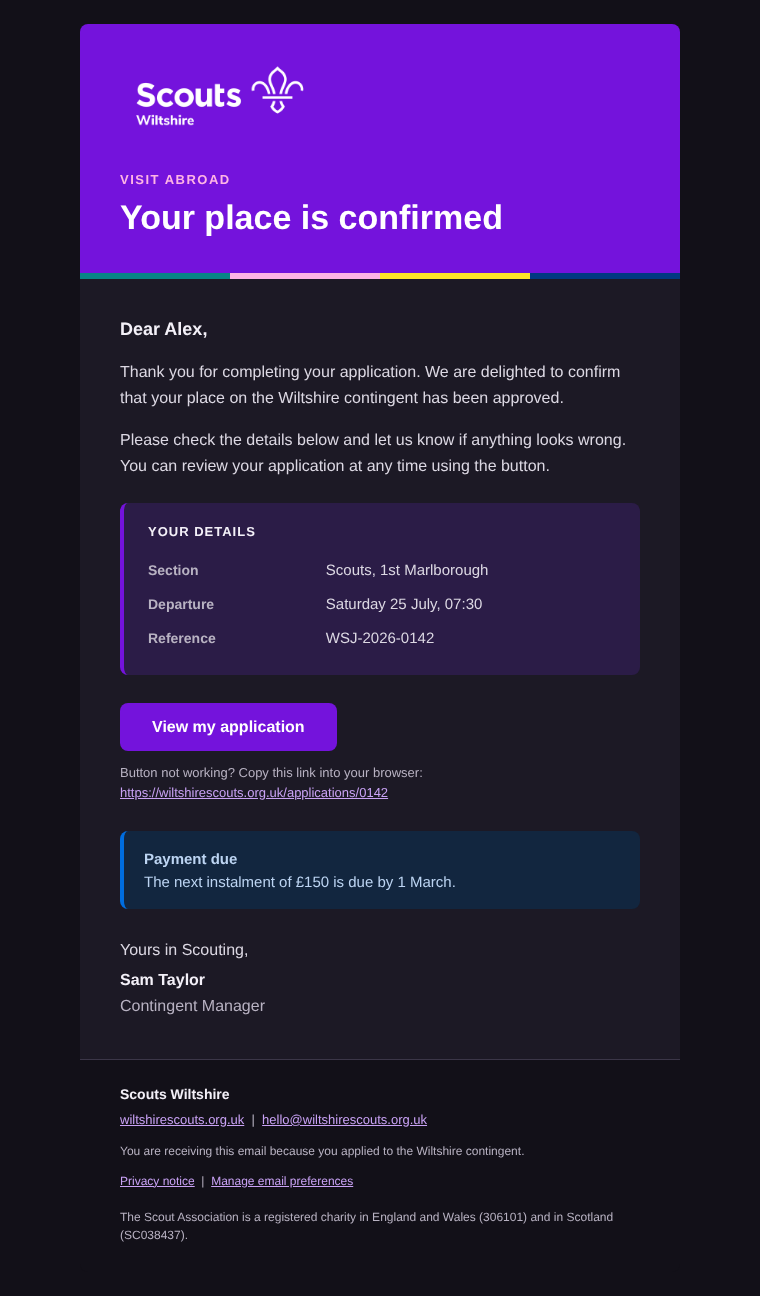 Scouts
Wiltshire
VISIT ABROAD
Your place is confirmed
Dear Alex,
Thank you for completing your application. We are delighted to confirm
that your place on the Wiltshire contingent has been approved.
Please check the details below and let us know if anything looks wrong.
You can review your application at any time using the button.
YOUR DETAILS
Section Scouts, 1st Marlborough
Departure Saturday 25 July, 07:30
Reference WSJ-2026-0142
View my application
Button not working? Copy this link into your browser:
https://wiltshirescouts.org.uk/applications/0142
Payment due
The next instalment of £150 is due by 1 March.
Yours in Scouting,
Sam Taylor
Contingent Manager
Scouts Wiltshire
wiltshirescouts.org.uk | hello@wiltshirescouts.org.uk
You are receiving this email because you applied to the Wiltshire contingent.
Privacy notice | Manage email preferences
The Scout Association is a registered charity in England and Wales (306101) and in Scotland
(SC038437).